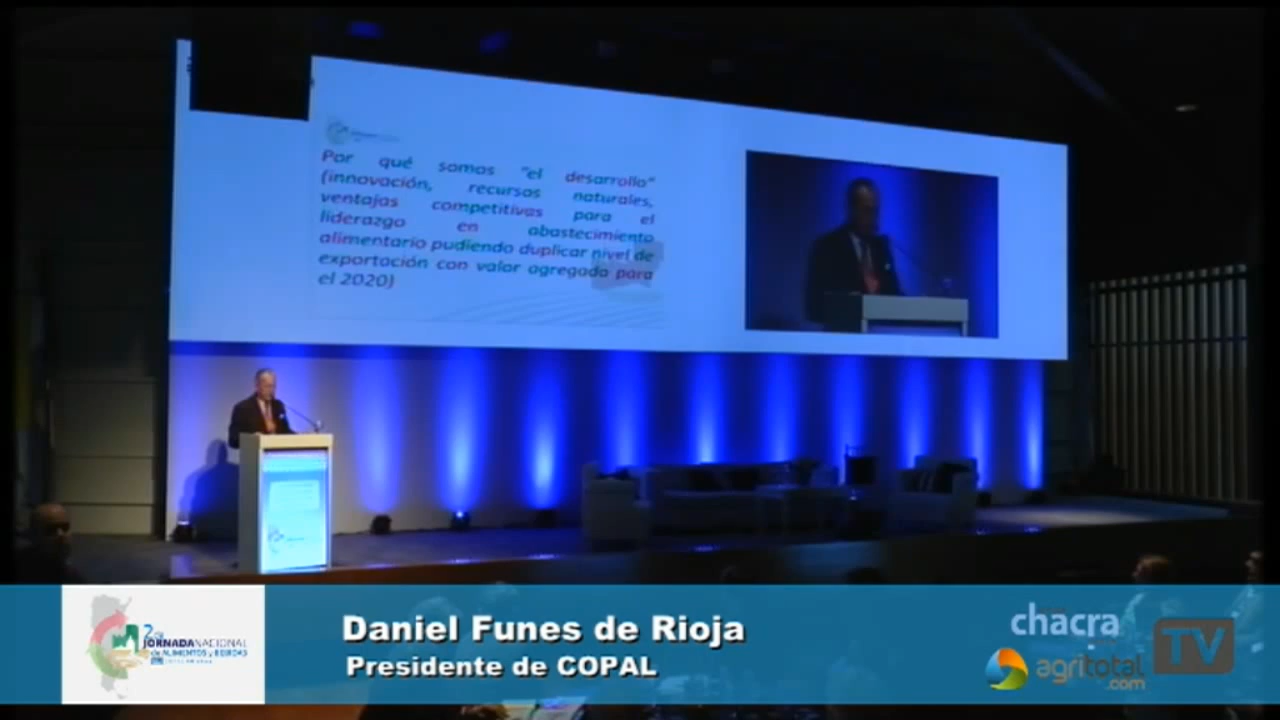 Por qué somos "el desarrollo"
(innovación, recursos naturales,
ventajas competitivas para el
liderazgo en abastecimiento
alimentario pudiendo duplicar nivel de
exportación con valor agregado para
el 2020)
2da
JORNADA NACIONAL
de ALIMENTOS y BEBIDAS
Daniel Funes de Rioja
Presidente de COPAL
chacra
TV
agritotal
.com